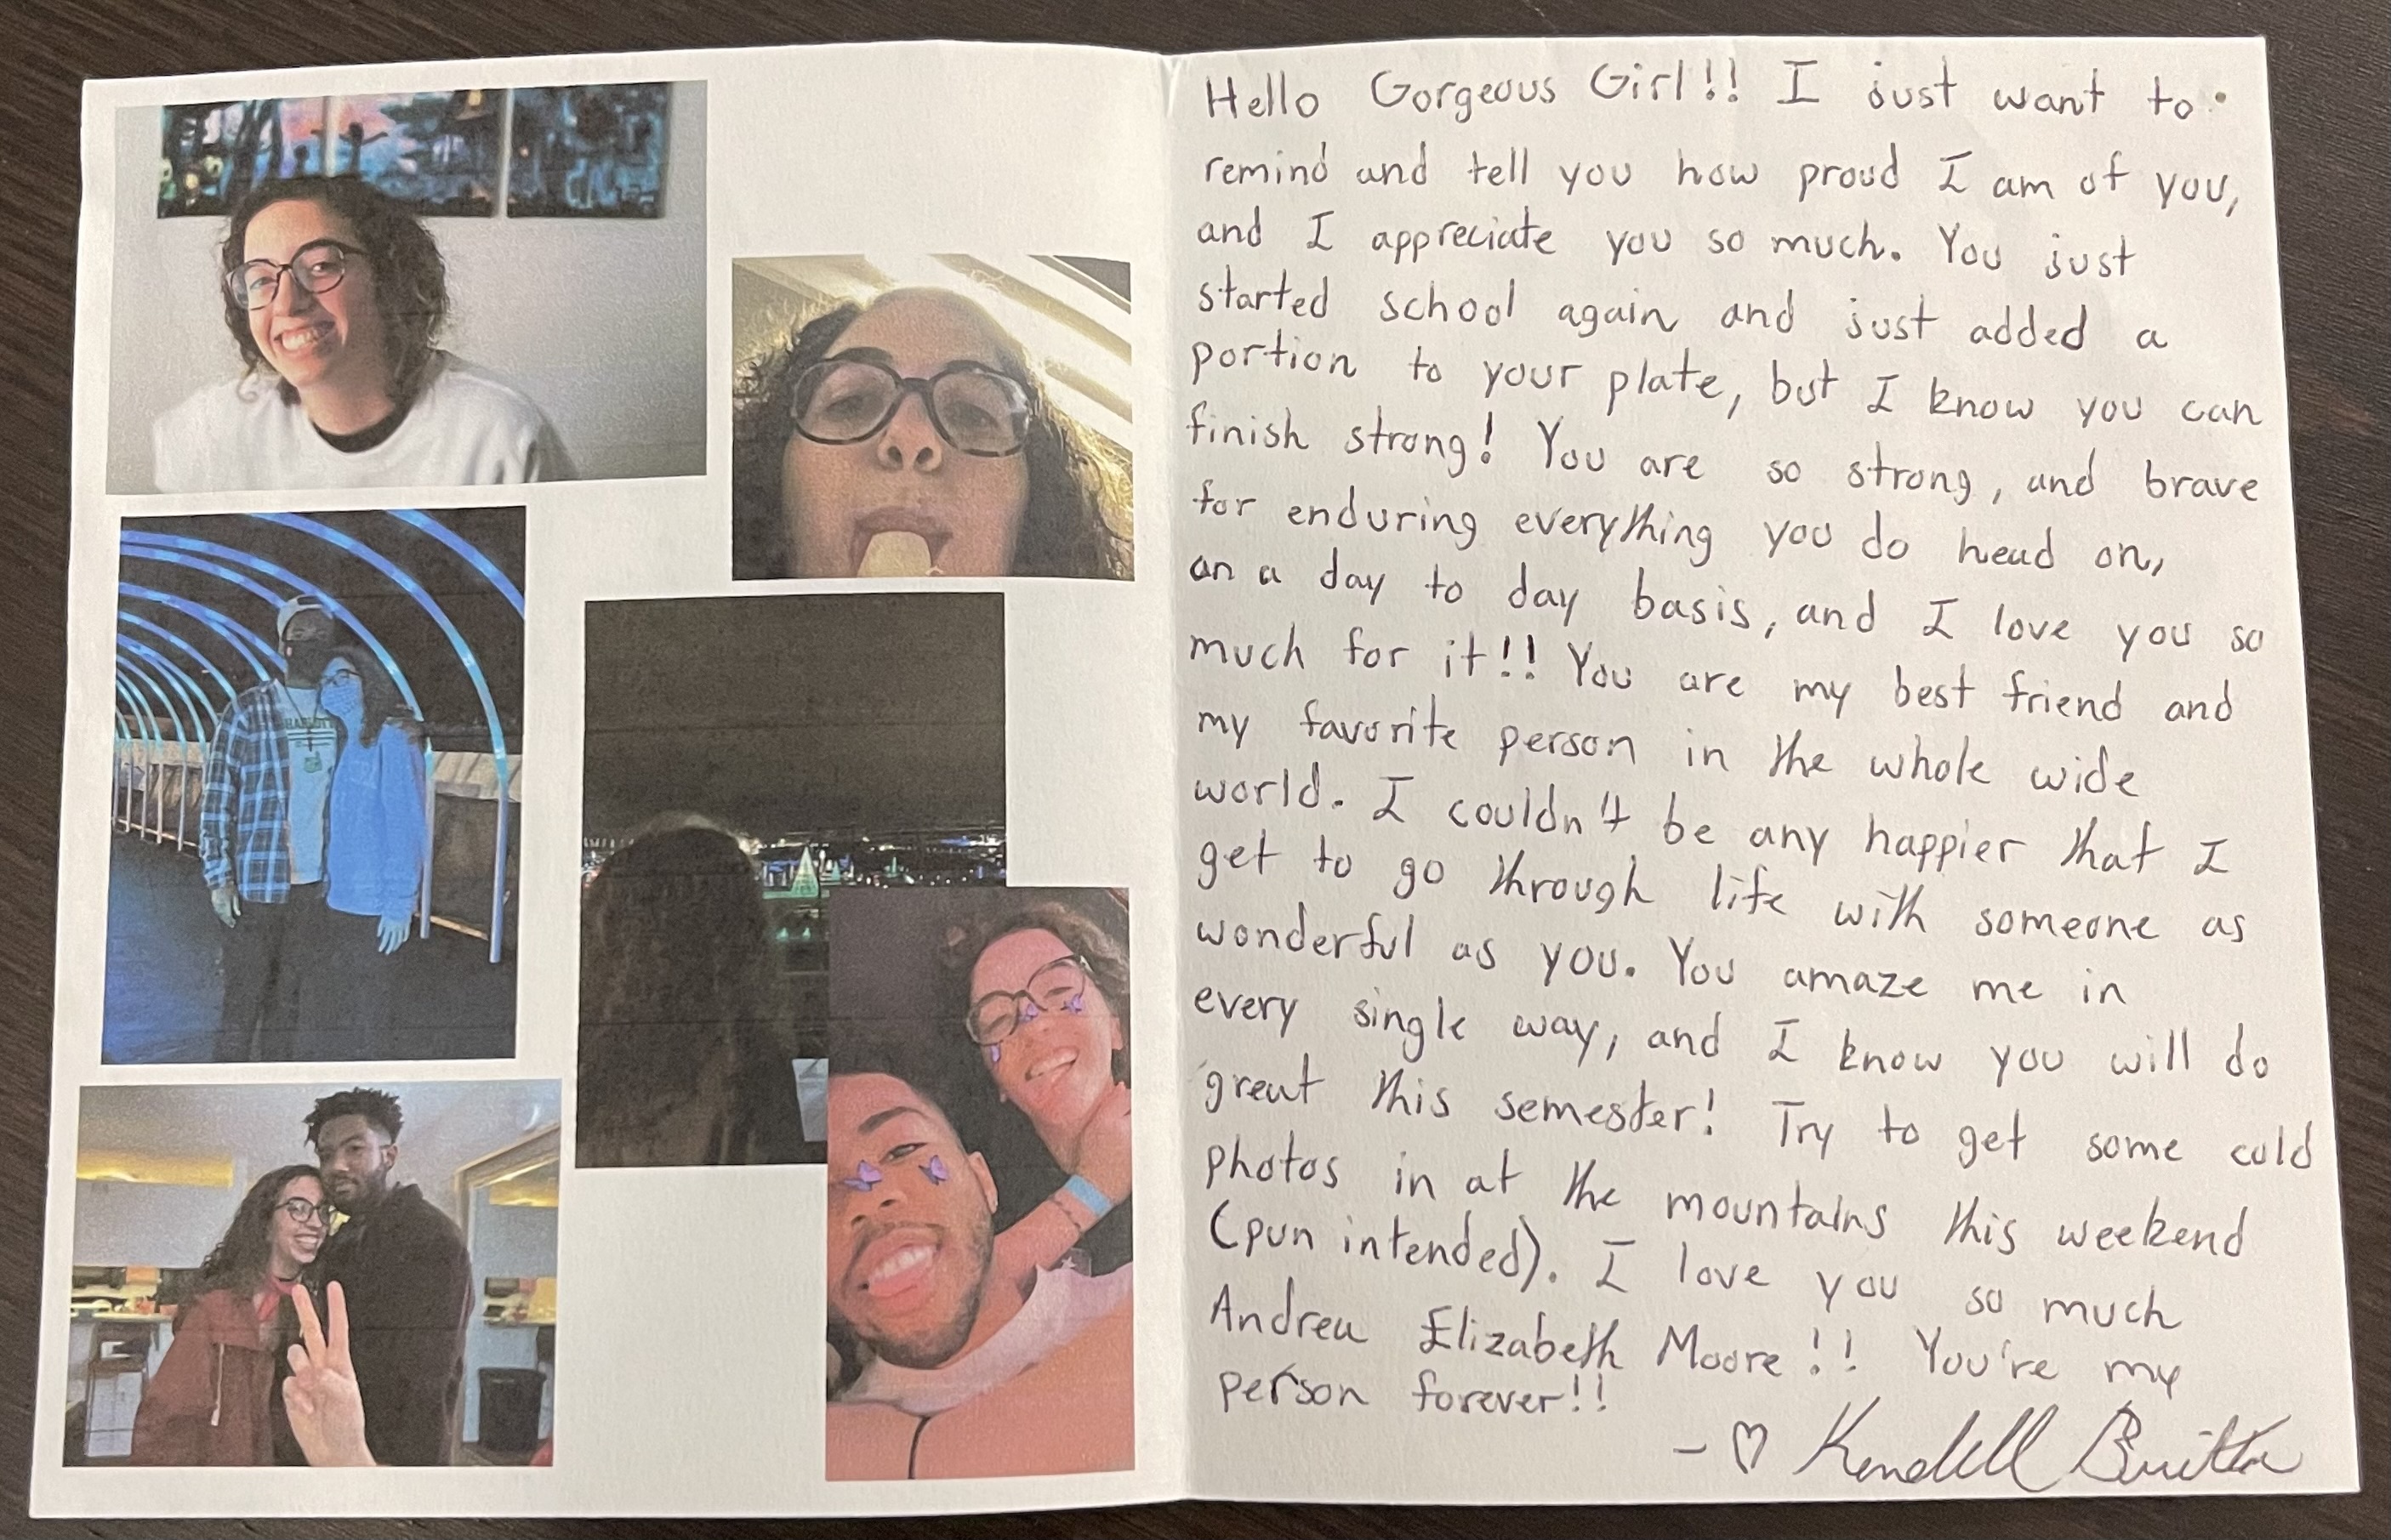 Hello Gorgeous Girl!! I just want to
remind and tell you how proud I am of you,
and I appreciate you so much. You just
started school again and just added a
portion to your plate, but I know you can
finish strong! You are so strong, and brave
for enduring everything you do head on,
on a day to day basis, and I love you so
much for it!! You are my best friend and
my favorite person in the whole wide
world. I couldn't be any happier that I
get to go through life with someone as
wonderful as you. You amaze me in
every single way, and I know you will do
great this semester! Try to get some cold
photos in at the mountains this weekend
(pun intended). I love you so much
Andrea Elizabeth Moore!! You're my
person forever!!
- ♡ Kendell